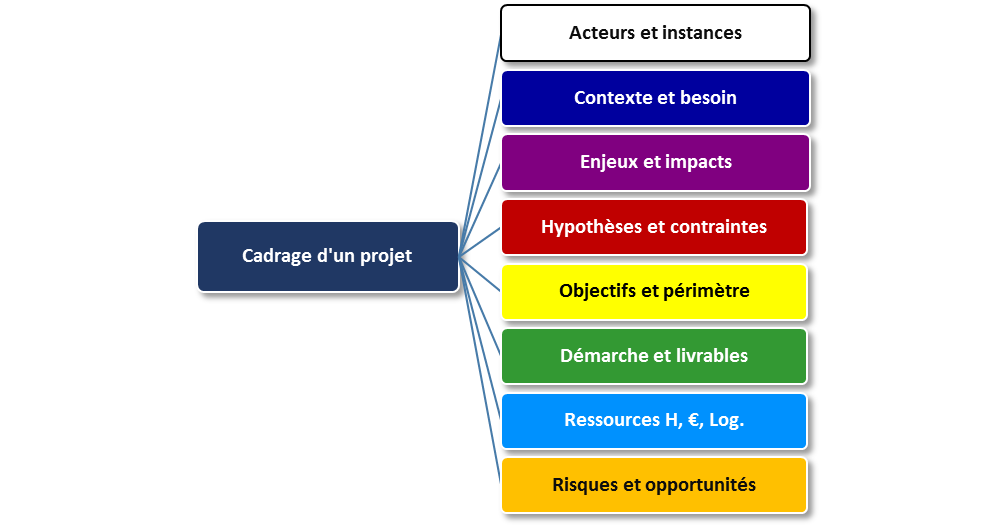 Acteurs et instances
Contexte et besoin
Enjeux et impacts
Hypothèses et contraintes
Cadrage d'un projet
Objectifs et périmètre
Démarche et livrables
Ressources H, €, Log.
Risques et opportunités